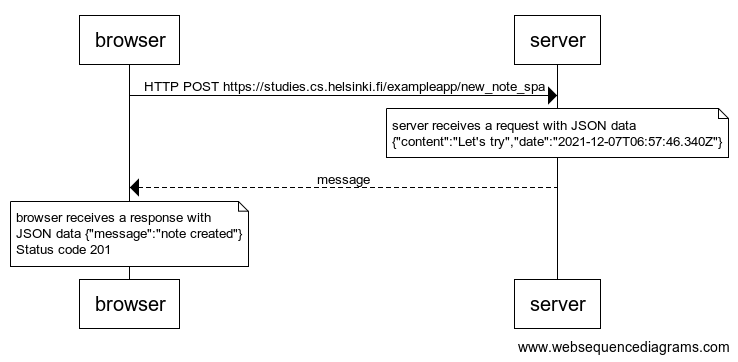 browser
server
HTTP POST https://studies.cs.helsinki.fi/exampleapp/new_note_spa
server receives a request with JSON data
{"content":"Let's try","date":"2021-12-07T06:57:46.340Z"}
message
browser receives a response with
JSON data {"message":"note created"}
Status code 201
browser
server
www.websequencediagrams.com